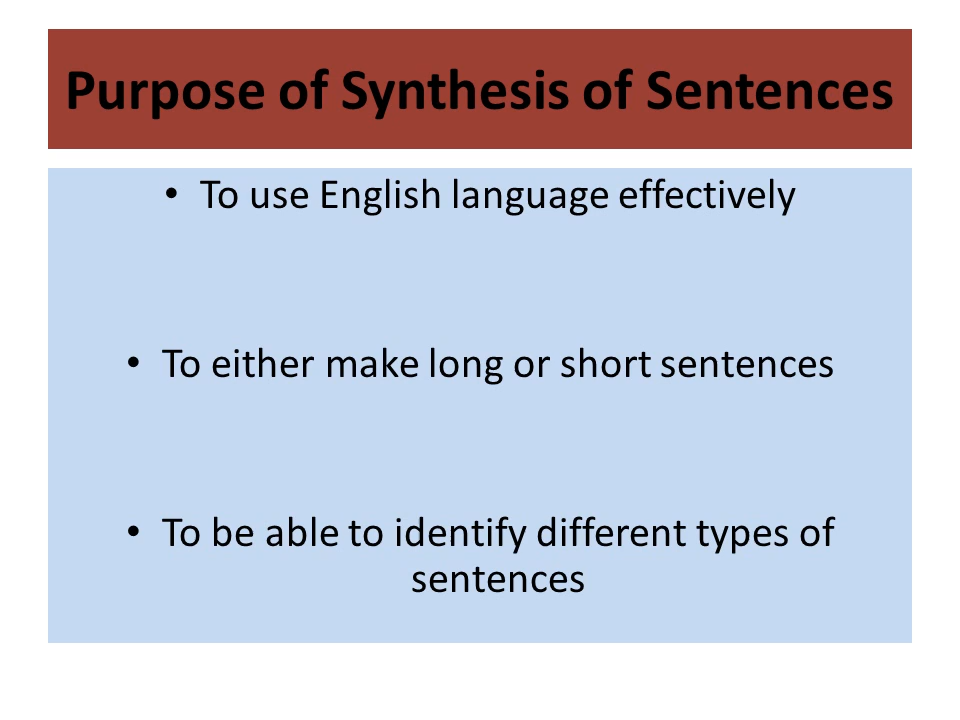 Purpose of Synthesis of Sentences
• To use English language effectively
• To either make long or short sentences
• To be able to identify different types of
sentences